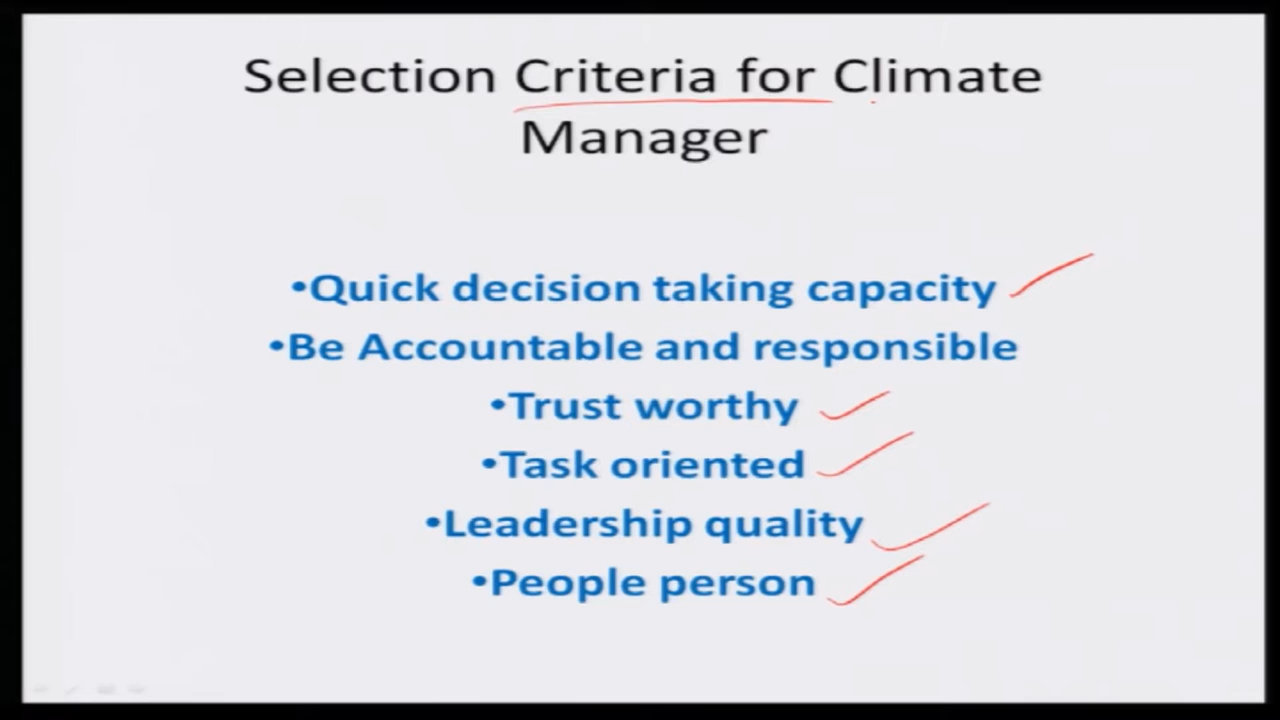 Selection Criteria for Climate
Manager
•Quick decision taking capacity
•Be Accountable and responsible
•Trust worthy
•Task oriented
•Leadership quality
•People person